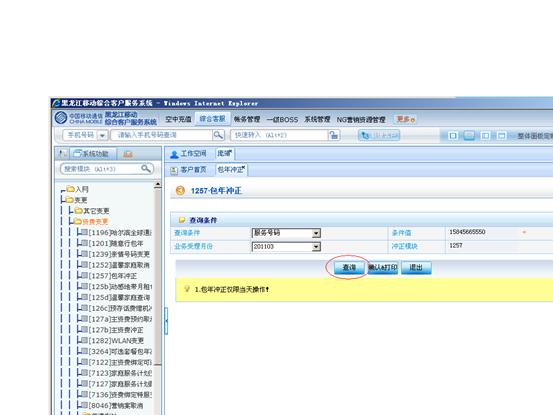 黑龙江移动综合客户服务系统 - Windows Internet Explorer
中国移动通信 CHINA MOBILE 黑龙江移动 综合客户服务系统 空中充值 综合客服 帐务管理 一级BOSS 系统管理 NG营销资源管理 更多
手机号码 请输入手机号码查询 快速转入 (Alt+2) 整体面板定
系统功能 工作空间 庞湖
搜索模块 (Alt+3) 客户首页 包年冲正
入网
变更
其它变更
资费变更
1257·包年冲正
查询条件
查询条件 服务号码 条件值 15845665550
业务受理月份 201103 冲正模块 1257
查询 确认&打印 退出
1.包年冲正仅限当天操作!
[1196]哈尔滨全球通
[1201]随意行包年
[1239]亲情号码变更
[1252]温馨家庭取消
[1257]包年冲正
[125b]动感地带月租
[125d]温馨家庭查询
[126c]预存话费赠机
[127a]主资费预约取
[127b]主资费冲正
[1282]WLAN变更
[3264]可选套餐包年
[7122]主资费绑定可
[7123]家庭服务计划
[7127]家庭服务计划
[7136]资费绑定特服
[8046]营销案取消